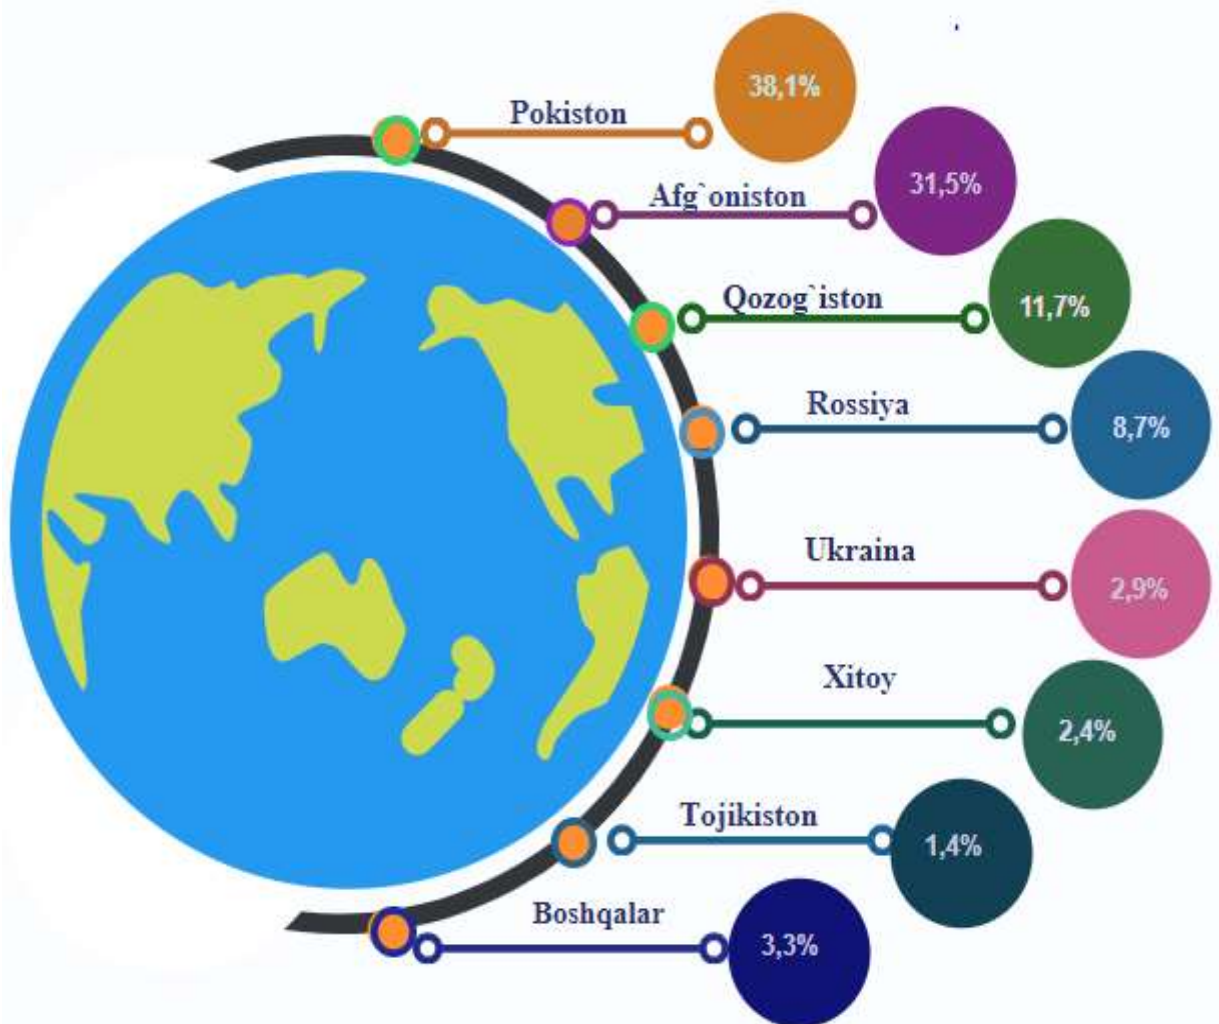 Pokiston
38,1%
Afg`oniston
31,5%
Qozog`iston
11,7%
Rossiya
8,7%
Ukraina
2,9%
Xitoy
2,4%
Tojikiston
1,4%
Boshqalar
3,3%